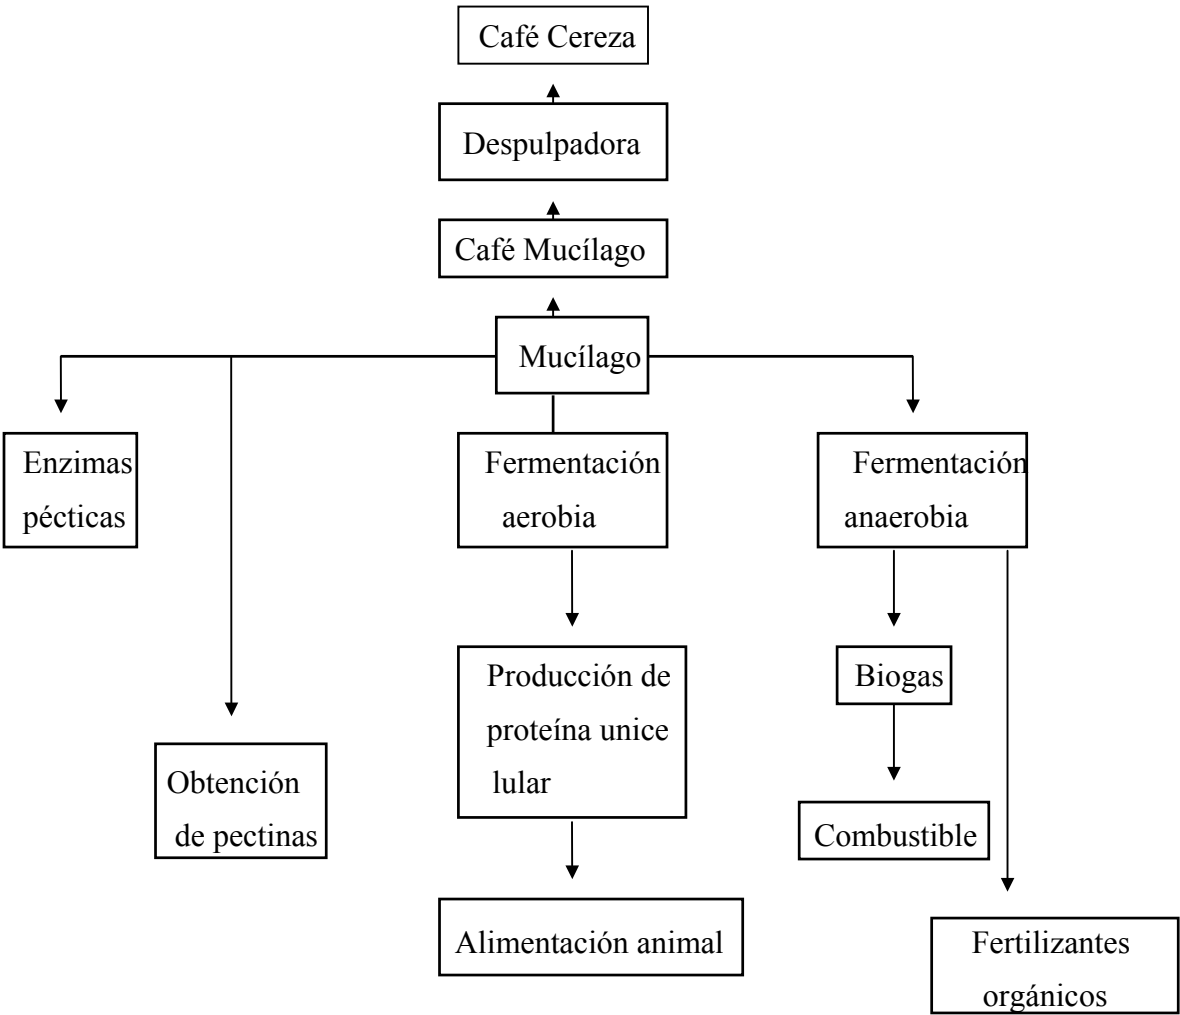 Café Cereza
Despulpadora
Café Mucílago
Mucílago
Enzimas
pécticas
Fermentación
aerobia
Fermentación
anaerobia
Obtención
de pectinas
Producción de
proteína unice
lular
Biogas
Combustible
Alimentación animal
Fertilizantes
orgánicos